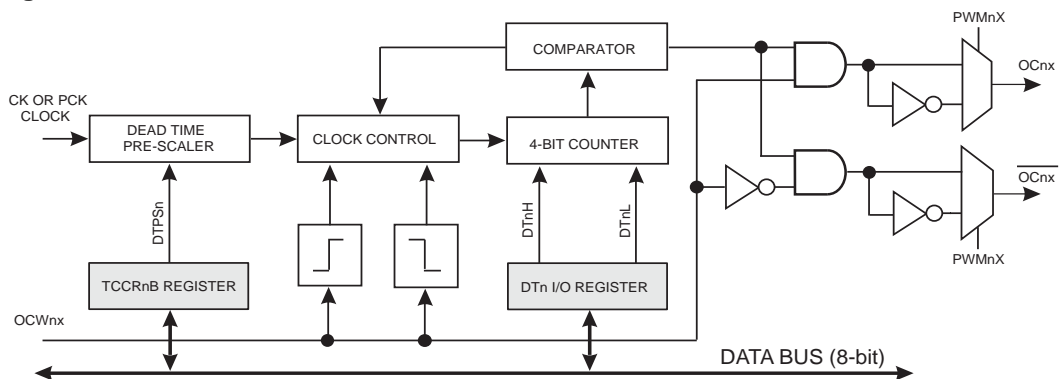 PWMnX
COMPARATOR
OCnx
CK OR PCK
CLOCK
DEAD TIME
PRE-SCALER
CLOCK CONTROL
4-BIT COUNTER
OCnx
DTPSn
DTnH
DTnL
PWMnX
TCCRnB REGISTER
DTn I/O REGISTER
OCWnx
DATA BUS (8-bit)